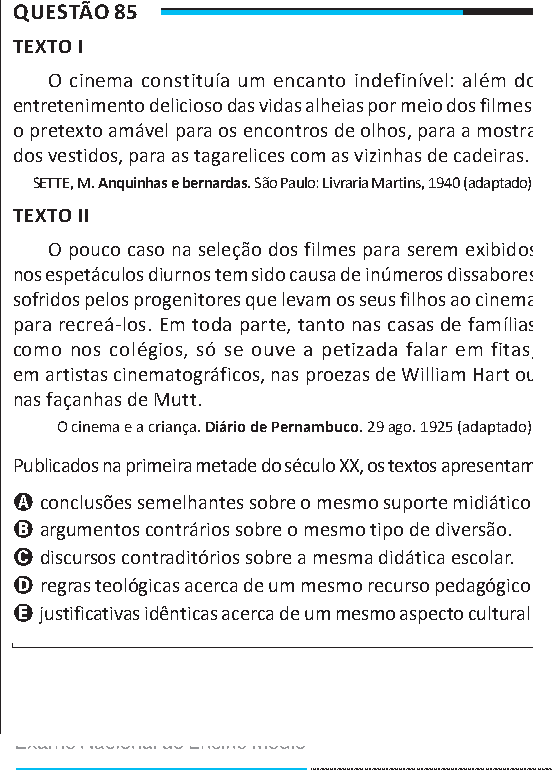 QUESTÃO 85
TEXTO I
O cinema constituía um encanto indefinível: além do
entretenimento delicioso das vidas alheias por meio dos filmes
o pretexto amável para os encontros de olhos, para a mostra
dos vestidos, para as tagarelices com as vizinhas de cadeiras.
SETTE, M. Anquinhas e bernardas. São Paulo: Livraria Martins, 1940 (adaptado)
TEXTO II
O pouco caso na seleção dos filmes para serem exibidos
nos espetáculos diurnos tem sido causa de inúmeros dissabores
sofridos pelos progenitores que levam os seus filhos ao cinema
para recreá-los. Em toda parte, tanto nas casas de famílias
como nos colégios, só se ouve a petizada falar em fitas,
em artistas cinematográficos, nas proezas de William Hart ou
nas façanhas de Mutt.
O cinema e a criança. Diário de Pernambuco. 29 ago. 1925 (adaptado)
Publicados na primeira metade do século XX, os textos apresentam
A conclusões semelhantes sobre o mesmo suporte midiático
B argumentos contrários sobre o mesmo tipo de diversão.
C discursos contraditórios sobre a mesma didática escolar.
D regras teológicas acerca de um mesmo recurso pedagógico
E justificativas idênticas acerca de um mesmo aspecto cultural
Exame Nacional do Ensino Médio